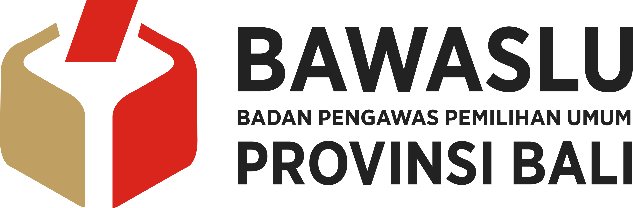 BAWASLU
BADAN PENGAWAS PEMILIHAN UMUM
PROVINSI BALI